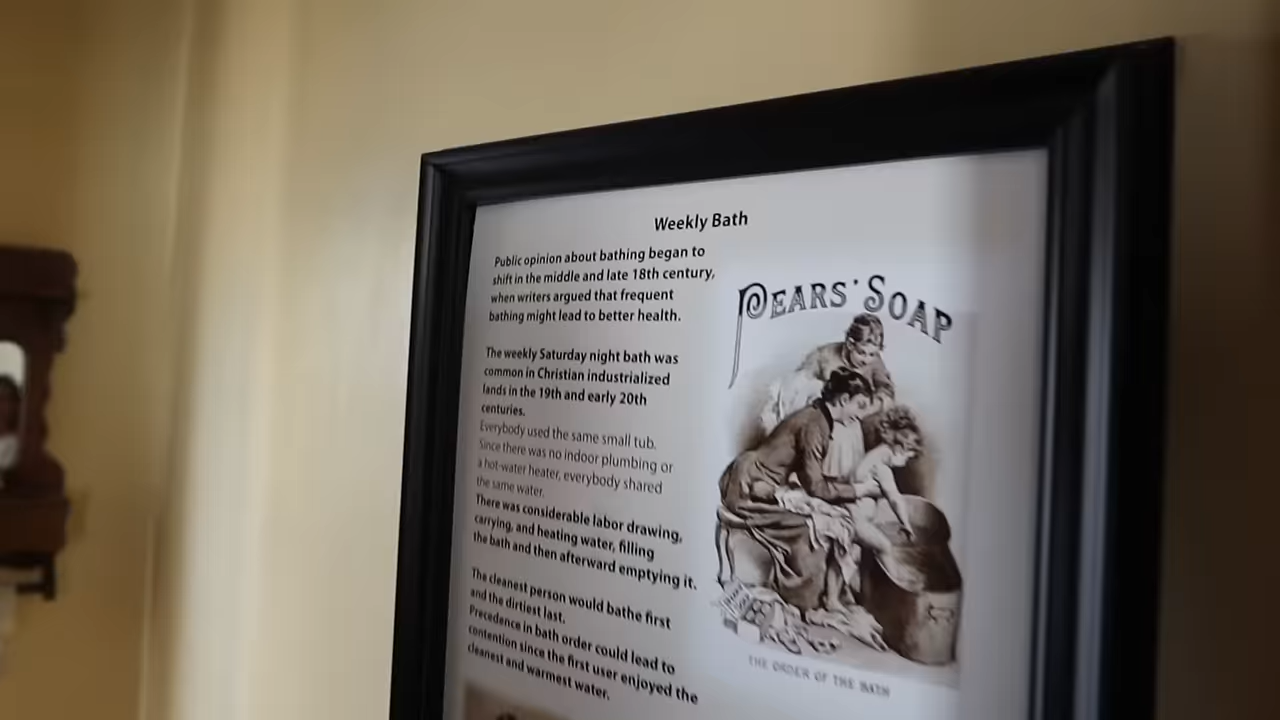 Weekly Bath
Public opinion about bathing began to
shift in the middle and late 18th century,
when writers argued that frequent
bathing might lead to better health.
The weekly Saturday night bath was
common in Christian industrialized
lands in the 19th and early 20th
centuries.
Everybody used the same small tub.
Since there was no indoor plumbing or
a hot-water heater, everybody shared
the same water.
There was considerable labor drawing,
carrying, and heating water, filling
the bath and then afterward emptying it.
The cleanest person would bathe first
and the dirtiest last.
Precedence in bath order could lead to
contention since the first user enjoyed the
cleanest and warmest water.
PEARS' SOAP
THE ORDER OF THE BATH